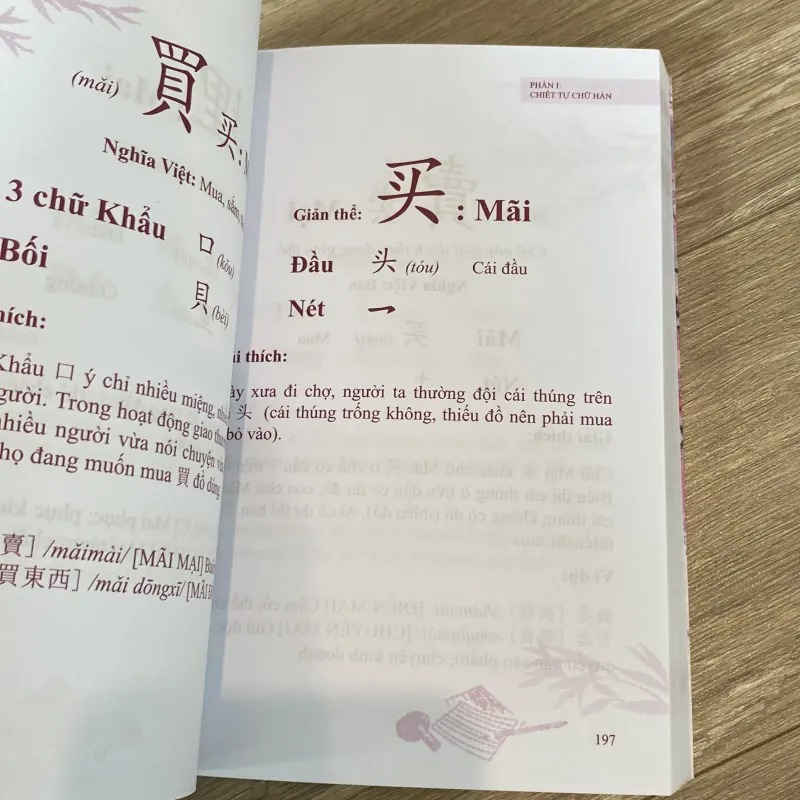 (mǎi) 買 买:
Nghĩa Việt: Mua, sắm,
3 chữ Khẩu 口 (kǒu)
Bối 貝 (bèi)
hích:
Khẩu 口 ý chỉ nhiều miệng,
gười. Trong hoạt động giao
nhiều người vừa nói chuyện
họ đang muốn mua 買 đồ dùng
賣] /mǎimài/ [MÃI MẠI]
買東西] /mǎi dōngxī/
PHẦN I:
CHIẾT TỰ CHỮ HÁN
Giản thể: 买 : Mãi
Đầu 头 (tóu) Cái đầu
Nét ㇖
i thích:
ày xưa đi chợ, người ta thường đội cái thúng trên
头 (cái thúng trống không, thiếu đồ nên phải mua
bỏ vào).
197